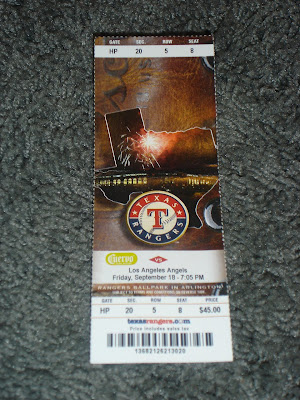 GATE SEC. ROW SEAT
HP 20 5 8
TEXAS
T
RANGERS
Cuervo
VS
Los Angeles Angels
Friday, September 18 - 7:05 PM
RANGERS BALLPARK IN ARLINGTON
GATE SEC. ROW SEAT PRICE
HP 20 5 8 $45.00
texasrangers.com
Price includes sales tax
13682126213020